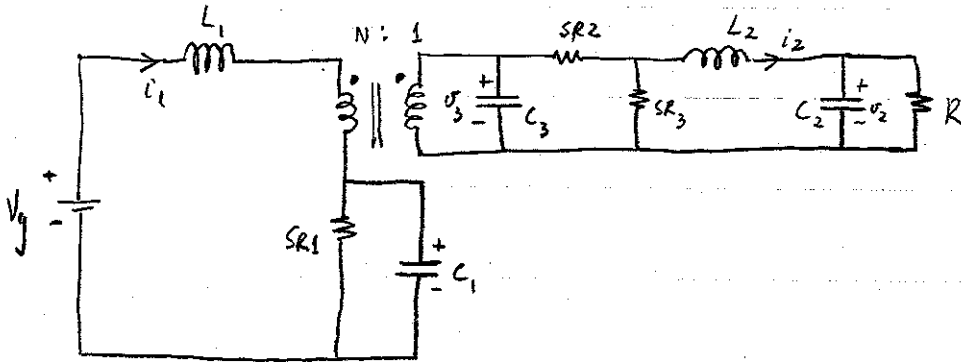 L₁ N: 1 SR2 L₂ i₂
i₁
+ v₃ - C₃ SR3 C₂ + v₂ - R
+ Vg -
SR1 + C₁ -